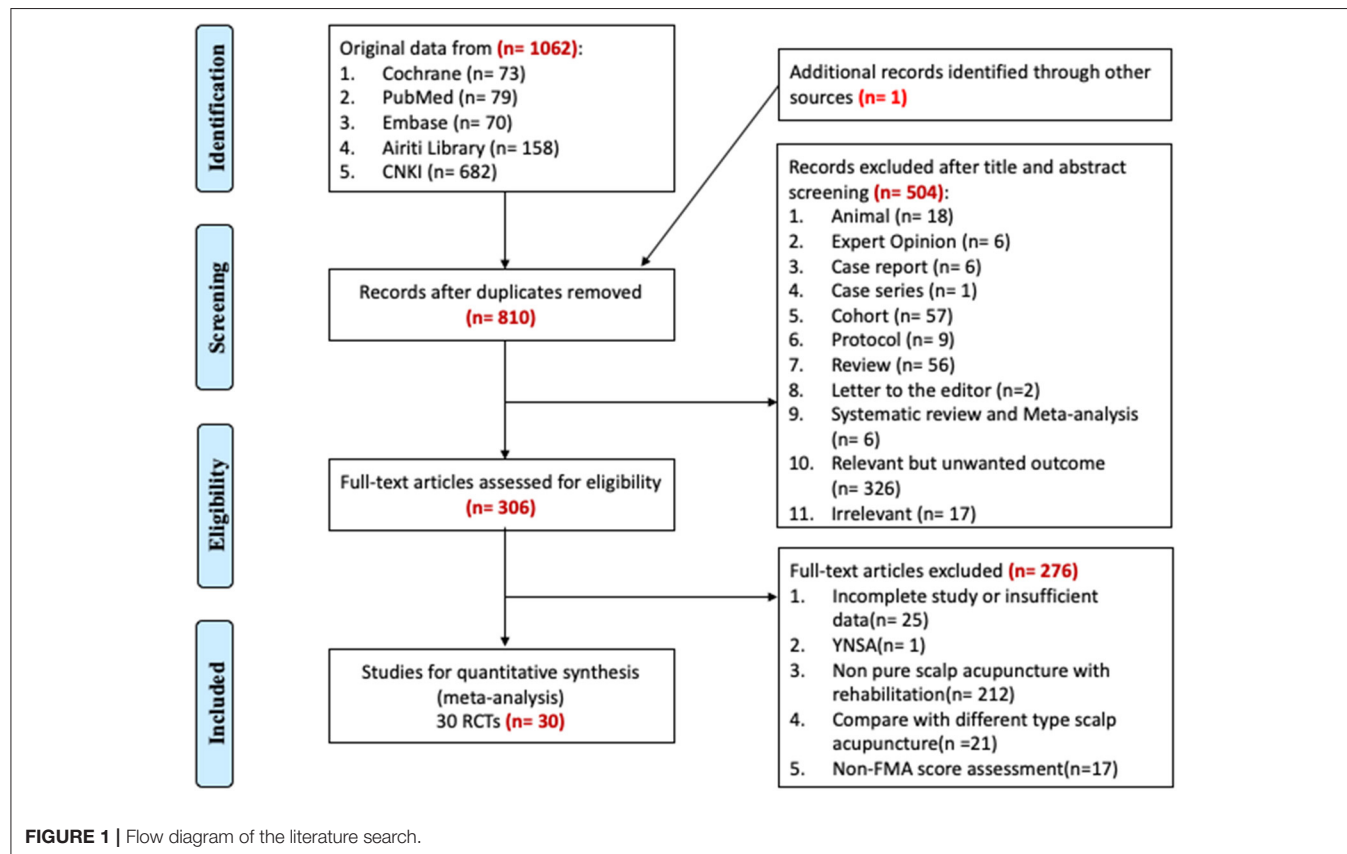 Identification
Original data from (n= 1062):
1. Cochrane (n= 73)
2. PubMed (n= 79)
3. Embase (n= 70)
4. Airiti Library (n= 158)
5. CNKI (n= 682)
Additional records identified through other
sources (n= 1)
Screening
Records after duplicates removed
(n= 810)
Records excluded after title and abstract
screening (n= 504):
1. Animal (n= 18)
2. Expert Opinion (n= 6)
3. Case report (n= 6)
4. Case series (n= 1)
5. Cohort (n= 57)
6. Protocol (n= 9)
7. Review (n= 56)
8. Letter to the editor (n=2)
9. Systematic review and Meta-analysis
(n= 6)
10. Relevant but unwanted outcome
(n= 326)
11. Irrelevant (n= 17)
Eligibility
Full-text articles assessed for eligibility
(n= 306)
Full-text articles excluded (n= 276)
1. Incomplete study or insufficient
data(n= 25)
2. YNSA(n= 1)
3. Non pure scalp acupuncture with
rehabilitation(n= 212)
4. Compare with different type scalp
acupuncture(n =21)
5. Non-FMA score assessment(n=17)
Included
Studies for quantitative synthesis
(meta-analysis)
30 RCTs (n= 30)
FIGURE 1 | Flow diagram of the literature search.